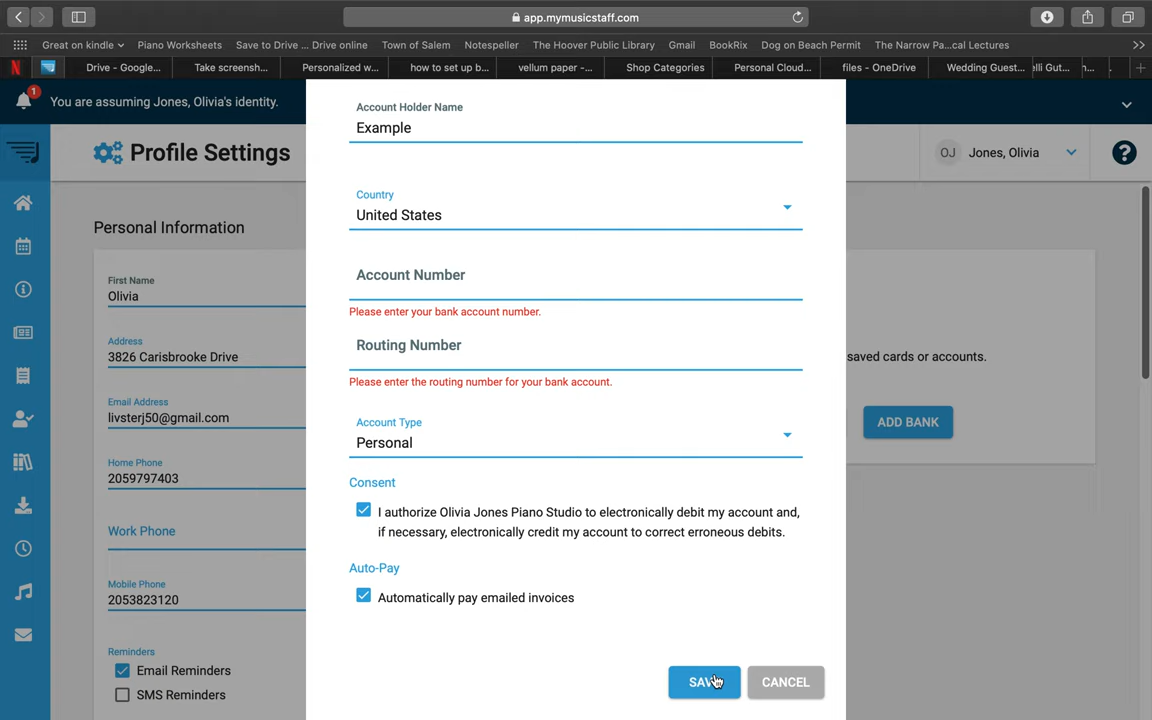 app.mymusicstaff.com
Great on kindle Piano Worksheets Save to Drive ... Drive online Town of Salem Notespeller The Hoover Public Library Gmail BookRix Dog on Beach Permit The Narrow Pa...cal Lectures
N Drive - Google... Take screensh... Personalized w... how to set up b... vellum paper -... Shop Categories Personal Cloud... files - OneDrive Wedding Guest... Gut...
1
You are assuming Jones, Olivia's identity.
Profile Settings
OJ Jones, Olivia
?
Personal Information
First Name
Olivia
Address
3826 Carisbrooke Drive
Email Address
livsterj50@gmail.com
Home Phone
2059797403
Work Phone
Mobile Phone
2053823120
Reminders
Email Reminders
SMS Reminders
Account Holder Name
Example
Country
United States
Account Number
Please enter your bank account number.
Routing Number
Please enter the routing number for your bank account.
Account Type
Personal
Consent
I authorize Olivia Jones Piano Studio to electronically debit my account and,
if necessary, electronically credit my account to correct erroneous debits.
Auto-Pay
Automatically pay emailed invoices
SAVE
CANCEL
saved cards or accounts.
ADD BANK